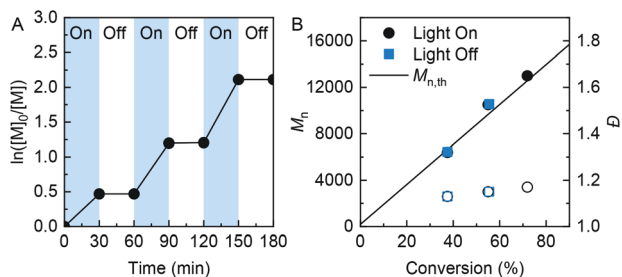 A
On Off On Off On Off
3.0
2.5
2.0
1.5
1.0
0.5
0.0
ln([M]₀/[M])
0 30 60 90 120 150 180
Time (min)
B
Light On
Light Off
Mₙ,th
16000
12000
8000
4000
0
Mₙ
1.8
1.6
1.4
1.3
1.1
1.0
Đ
0 20 40 60 80
Conversion (%)